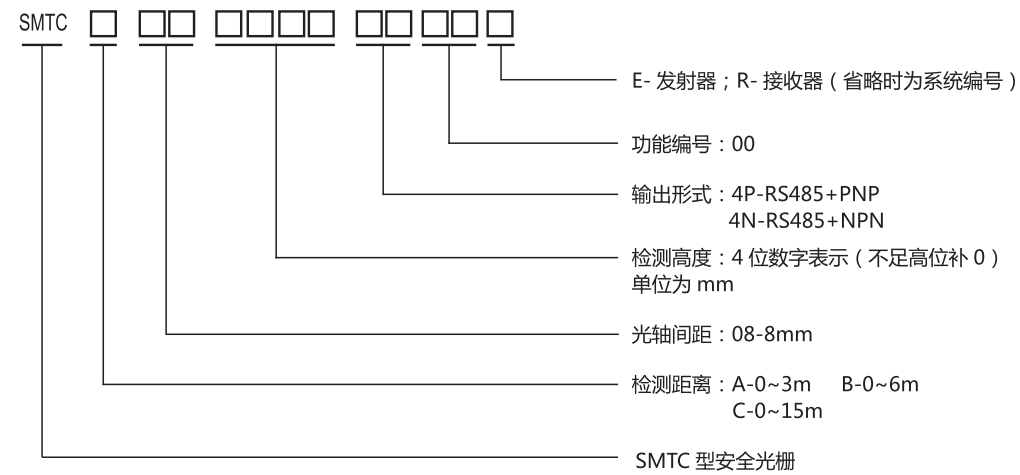 SMTC □ □□ □□□□ □□ □□ □
E- 发射器；R- 接收器（省略时为系统编号）
功能编号：00
输出形式：4P-RS485+PNP
4N-RS485+NPN
检测高度：4 位数字表示（不足高位补 0）
单位为 mm
光轴间距：08-8mm
检测距离：A-0~3m B-0~6m
C-0~15m
SMTC 型安全光栅